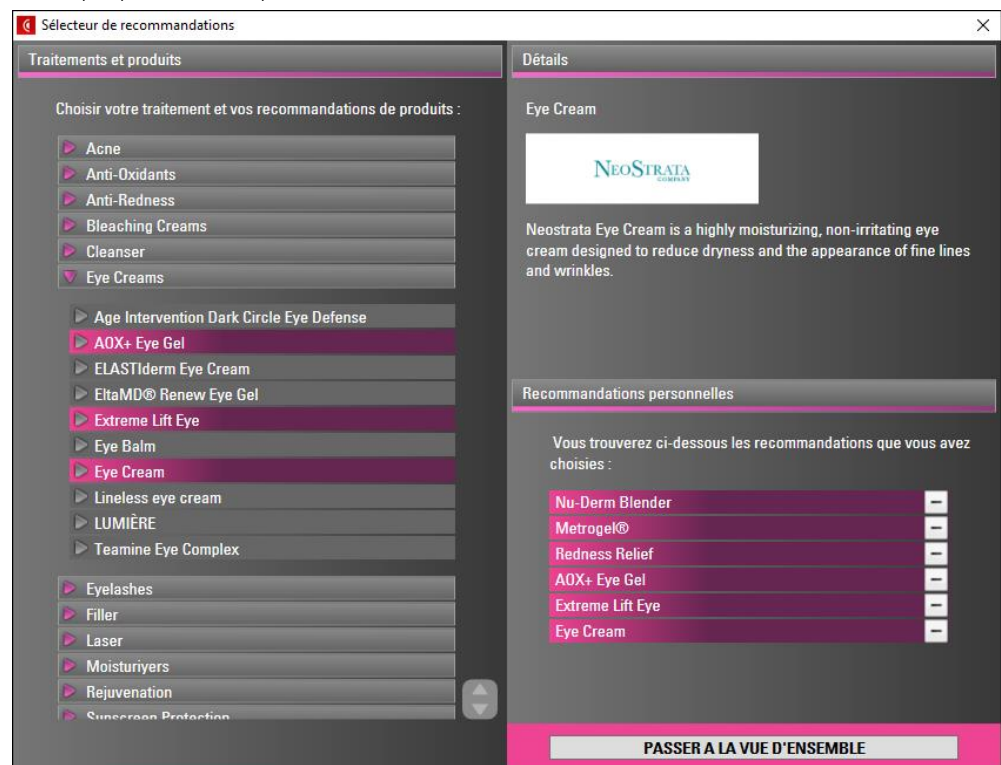 Sélecteur de recommandations
Traitements et produits
Choisir votre traitement et vos recommandations de produits :
Acne
Anti-Oxidants
Anti-Redness
Bleaching Creams
Cleanser
Eye Creams
Age Intervention Dark Circle Eye Defense
AOX+ Eye Gel
ELASTIderm Eye Cream
EltaMD® Renew Eye Gel
Extreme Lift Eye
Eye Balm
Eye Cream
Lineless eye cream
LUMIÈRE
Teamine Eye Complex
Eyelashes
Filler
Laser
Moisturiyers
Rejuvenation
Sunscreen Protection
Détails
Eye Cream
NEOSTRATA
COMPANY
Neostrata Eye Cream is a highly moisturizing, non-irritating eye
cream designed to reduce dryness and the appearance of fine lines
and wrinkles.
Recommandations personnelles
Vous trouverez ci-dessous les recommandations que vous avez
choisies :
Nu-Derm Blender
Metrogel®
Redness Relief
AOX+ Eye Gel
Extreme Lift Eye
Eye Cream
PASSER A LA VUE D'ENSEMBLE